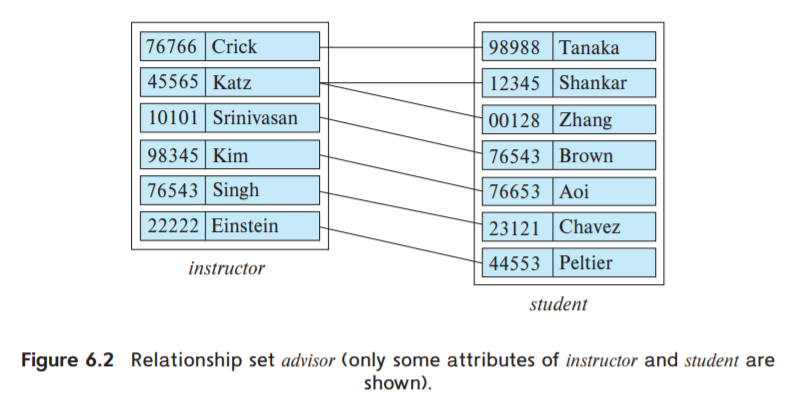 76766 Crick
45565 Katz
10101 Srinivasan
98345 Kim
76543 Singh
22222 Einstein
instructor
98988 Tanaka
12345 Shankar
00128 Zhang
76543 Brown
76653 Aoi
23121 Chavez
44553 Peltier
student
Figure 6.2 Relationship set advisor (only some attributes of instructor and student are
shown).